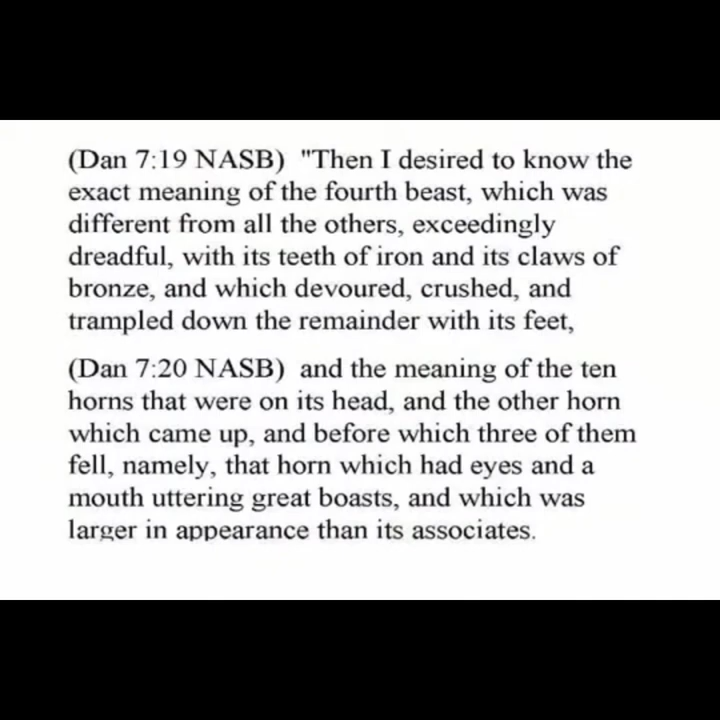 (Dan 7:19 NASB)  "Then I desired to know the
exact meaning of the fourth beast, which was
different from all the others, exceedingly
dreadful, with its teeth of iron and its claws of
bronze, and which devoured, crushed, and
trampled down the remainder with its feet,
(Dan 7:20 NASB)  and the meaning of the ten
horns that were on its head, and the other horn
which came up, and before which three of them
fell, namely, that horn which had eyes and a
mouth uttering great boasts, and which was
larger in appearance than its associates.